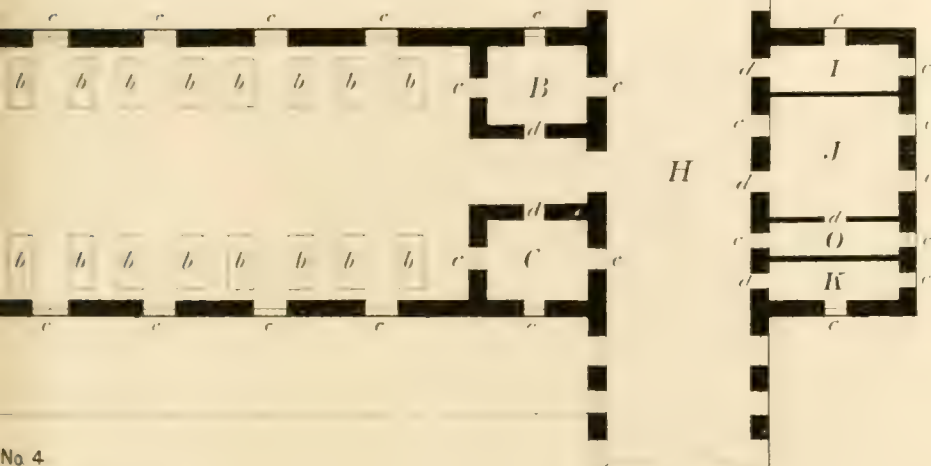 c c c c c c
b b b b b b b b c B c d I c
d c c
H d J d
d d
b b b b b b b b c C c c O c
d K c
c c c c c c
No. 4